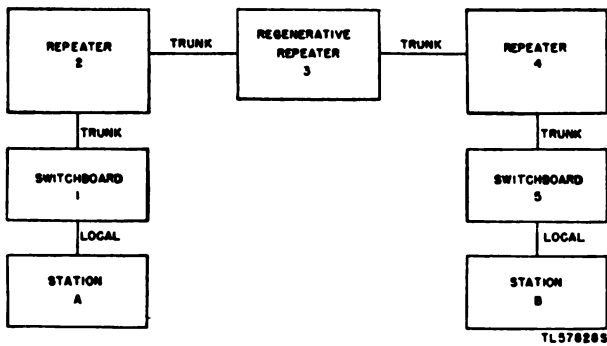 REPEATER
2
TRUNK
REGENERATIVE
REPEATER
3
TRUNK
REPEATER
4
TRUNK
TRUNK
SWITCHBOARD
1
SWITCHBOARD
5
LOCAL
LOCAL
STATION
A
STATION
B